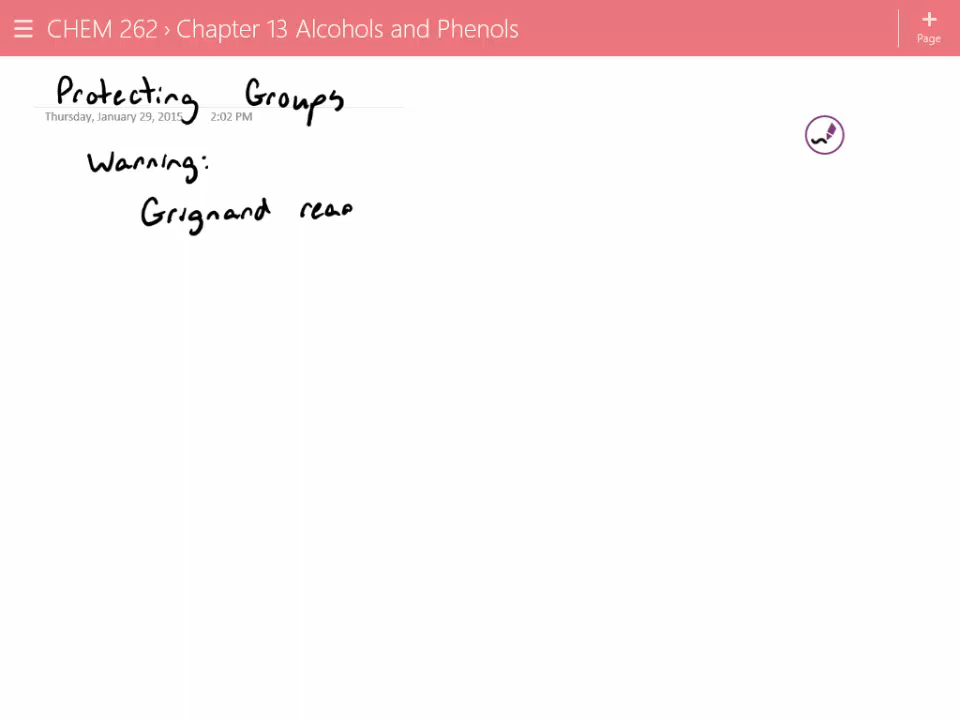 CHEM 262 › Chapter 13 Alcohols and Phenols
Page
Protecting Groups
Thursday, January 29, 2015 2:02 PM
Warning:
Grignard reac